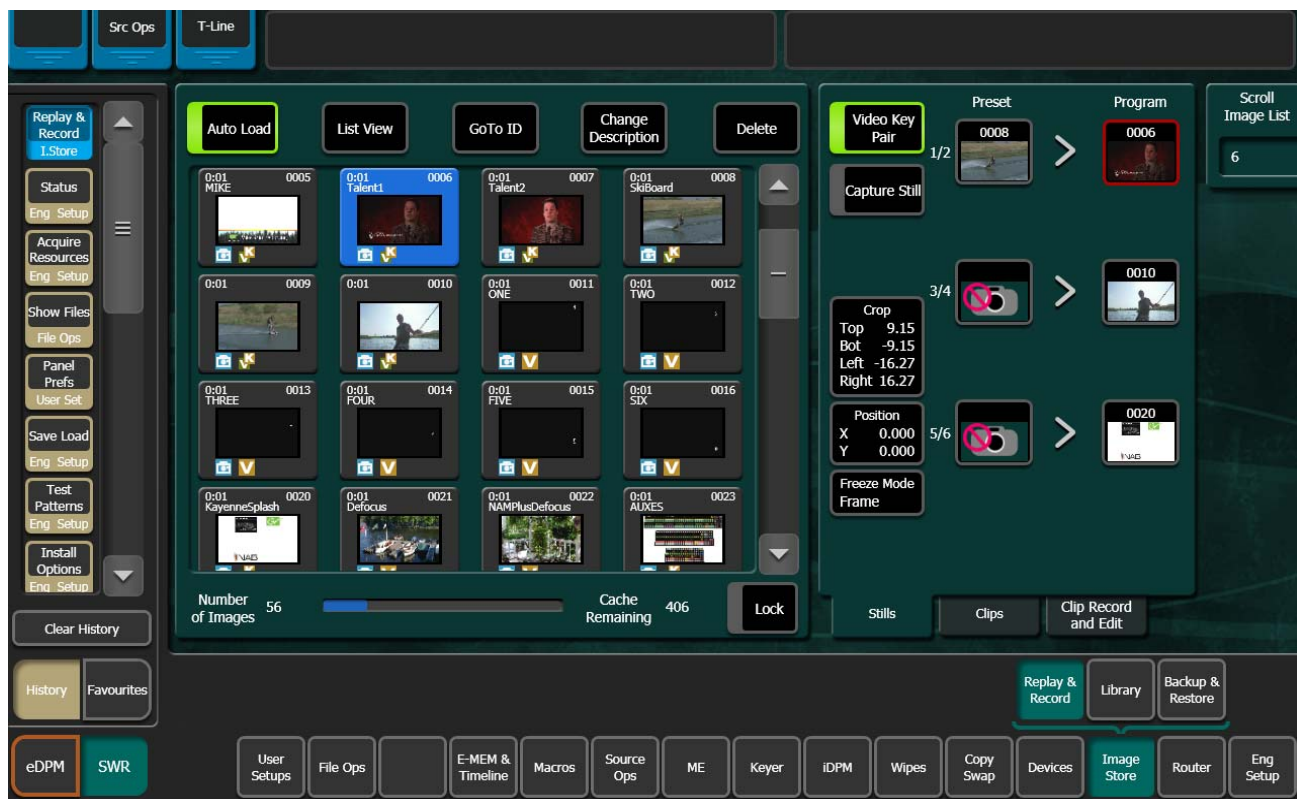 Src Ops
T-Line
Replay &
Record
I.Store
Status
Eng Setup
Acquire
Resources
Eng Setup
Show Files
File Ops
Panel
Prefs
User Set
Save Load
Eng Setup
Test
Patterns
Eng Setup
Install
Options
Eng Setup
Clear History
History
Favourites
eDPM
SWR
Auto Load
List View
GoTo ID
Change
Description
Delete
0:01 0005
MIKE
0:01 0006
Talent1
0:01 0007
Talent2
0:01 0008
SkiBoard
K
K
K
K
0:01 0009
0:01 0010
0:01 0011
ONE
0:01 0012
TWO
K
K
V
V
0:01 0013
THREE
0:01 0014
FOUR
0:01 0015
FIVE
0:01 0016
SIX
V
V
V
V
0:01 0020
KayenneSplash
0:01 0021
Defocus
0:01 0022
NAMPlusDefocus
0:01 0023
AUXES
Number
of Images
56
Cache
Remaining
406
Lock
Video Key
Pair
Capture Still
Preset
Program
1/2
0008
>
0006
3/4
>
0010
5/6
>
0020
Crop
Top 9.15
Bot -9.15
Left -16.27
Right 16.27
Position
X 0.000
Y 0.000
Freeze Mode
Frame
Stills
Clips
Clip Record
and Edit
Scroll
Image List
6
Replay &
Record
Library
Backup &
Restore
User
Setups
File Ops
E-MEM &
Timeline
Macros
Source
Ops
ME
Keyer
iDPM
Wipes
Copy
Swap
Devices
Image
Store
Router
Eng
Setup